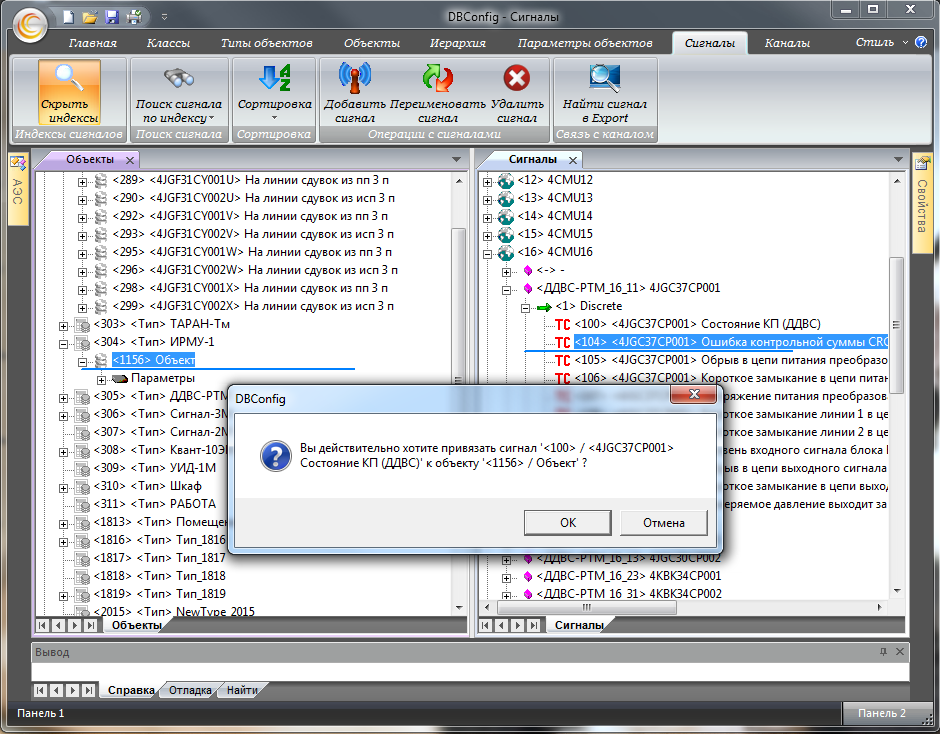 DBConfig - Сигналы
Главная Классы Типы объектов Объекты Иерархия Параметры объектов Сигналы Каналы Стиль
Скрыть индексы
Поиск сигнала по индексу
Сортировка
Добавить сигнал
Переименовать сигнал
Удалить сигнал
Найти сигнал в Export
Индексы сигналов Поиск сигнала Сортировка Операции с сигналами Связь с каналом
АЭС
Объекты
<289> <4JGF31CY001U> На линии сдувок из пп 3 п
<290> <4JGF31CY002U> На линии сдувок из исп 3 п
<292> <4JGF31CY001V> На линии сдувок из пп 3 п
<293> <4JGF31CY002V> На линии сдувок из исп 3 п
<295> <4JGF31CY001W> На линии сдувок из пп 3 п
<296> <4JGF31CY002W> На линии сдувок из исп 3 п
<298> <4JGF31CY001X> На линии сдувок из пп 3 п
<299> <4JGF31CY002X> На линии сдувок из исп 3 п
<303> <Тип> ТАРАН-Тм
<304> <Тип> ИРМУ-1
<1156> Объект
Параметры
<305> <Тип> ДДВС-РТМ
<306> <Тип> Сигнал-3М
<307> <Тип> Сигнал-2М
<308> <Тип> Квант-10ЭМ
<309> <Тип> УИД-1М
<310> <Тип> Шкаф
<311> <Тип> РАБОТА
<1813> <Тип> Помещен
<1816> <Тип> Тип_1816
<1817> <Тип> Тип_1817
<1818> <Тип> Тип_1818
<1819> <Тип> Тип_1819
<2015> <Тип> NewType_2015
Объекты
Сигналы
<12> 4CMU12
<13> 4CMU13
<14> 4CMU14
<15> 4CMU15
<16> 4CMU16
<-> -
<ДДВС-РТМ_16_11> 4JGC37CP001
<1> Discrete
ТС <100> <4JGC37CP001> Состояние КП (ДДВС)
ТС <104> <4JGC37CP001> Ошибка контрольной суммы CRC
ТС <105> <4JGC37CP001> Обрыв в цепи питания преобразо
ТС <106> <4JGC37CP001> Короткое замыкание в цепи питан
ряжение питания преобразов
ткое замыкание линии 1 в це
ткое замыкание линии 2 в це
вень входного сигнала блока
ыв в цепи выходного сигнала
ткое замыкание в цепи выход
еряемое давление выходит за
<ДДВС-РТМ_16_13> 4JGC30CP002
<ДДВС-РТМ_16_23> 4KBK34CP001
<ДДВС-РТМ_16_31> 4KBK34CP002
Сигналы
Свойства
DBConfig
Вы действительно хотите привязать сигнал '<100> / <4JGC37CP001>
Состояние КП (ДДВС)' к объекту '<1156> / Объект' ?
OK Отмена
Вывод
Справка Отладка Найти
Панель 1 Панель 2